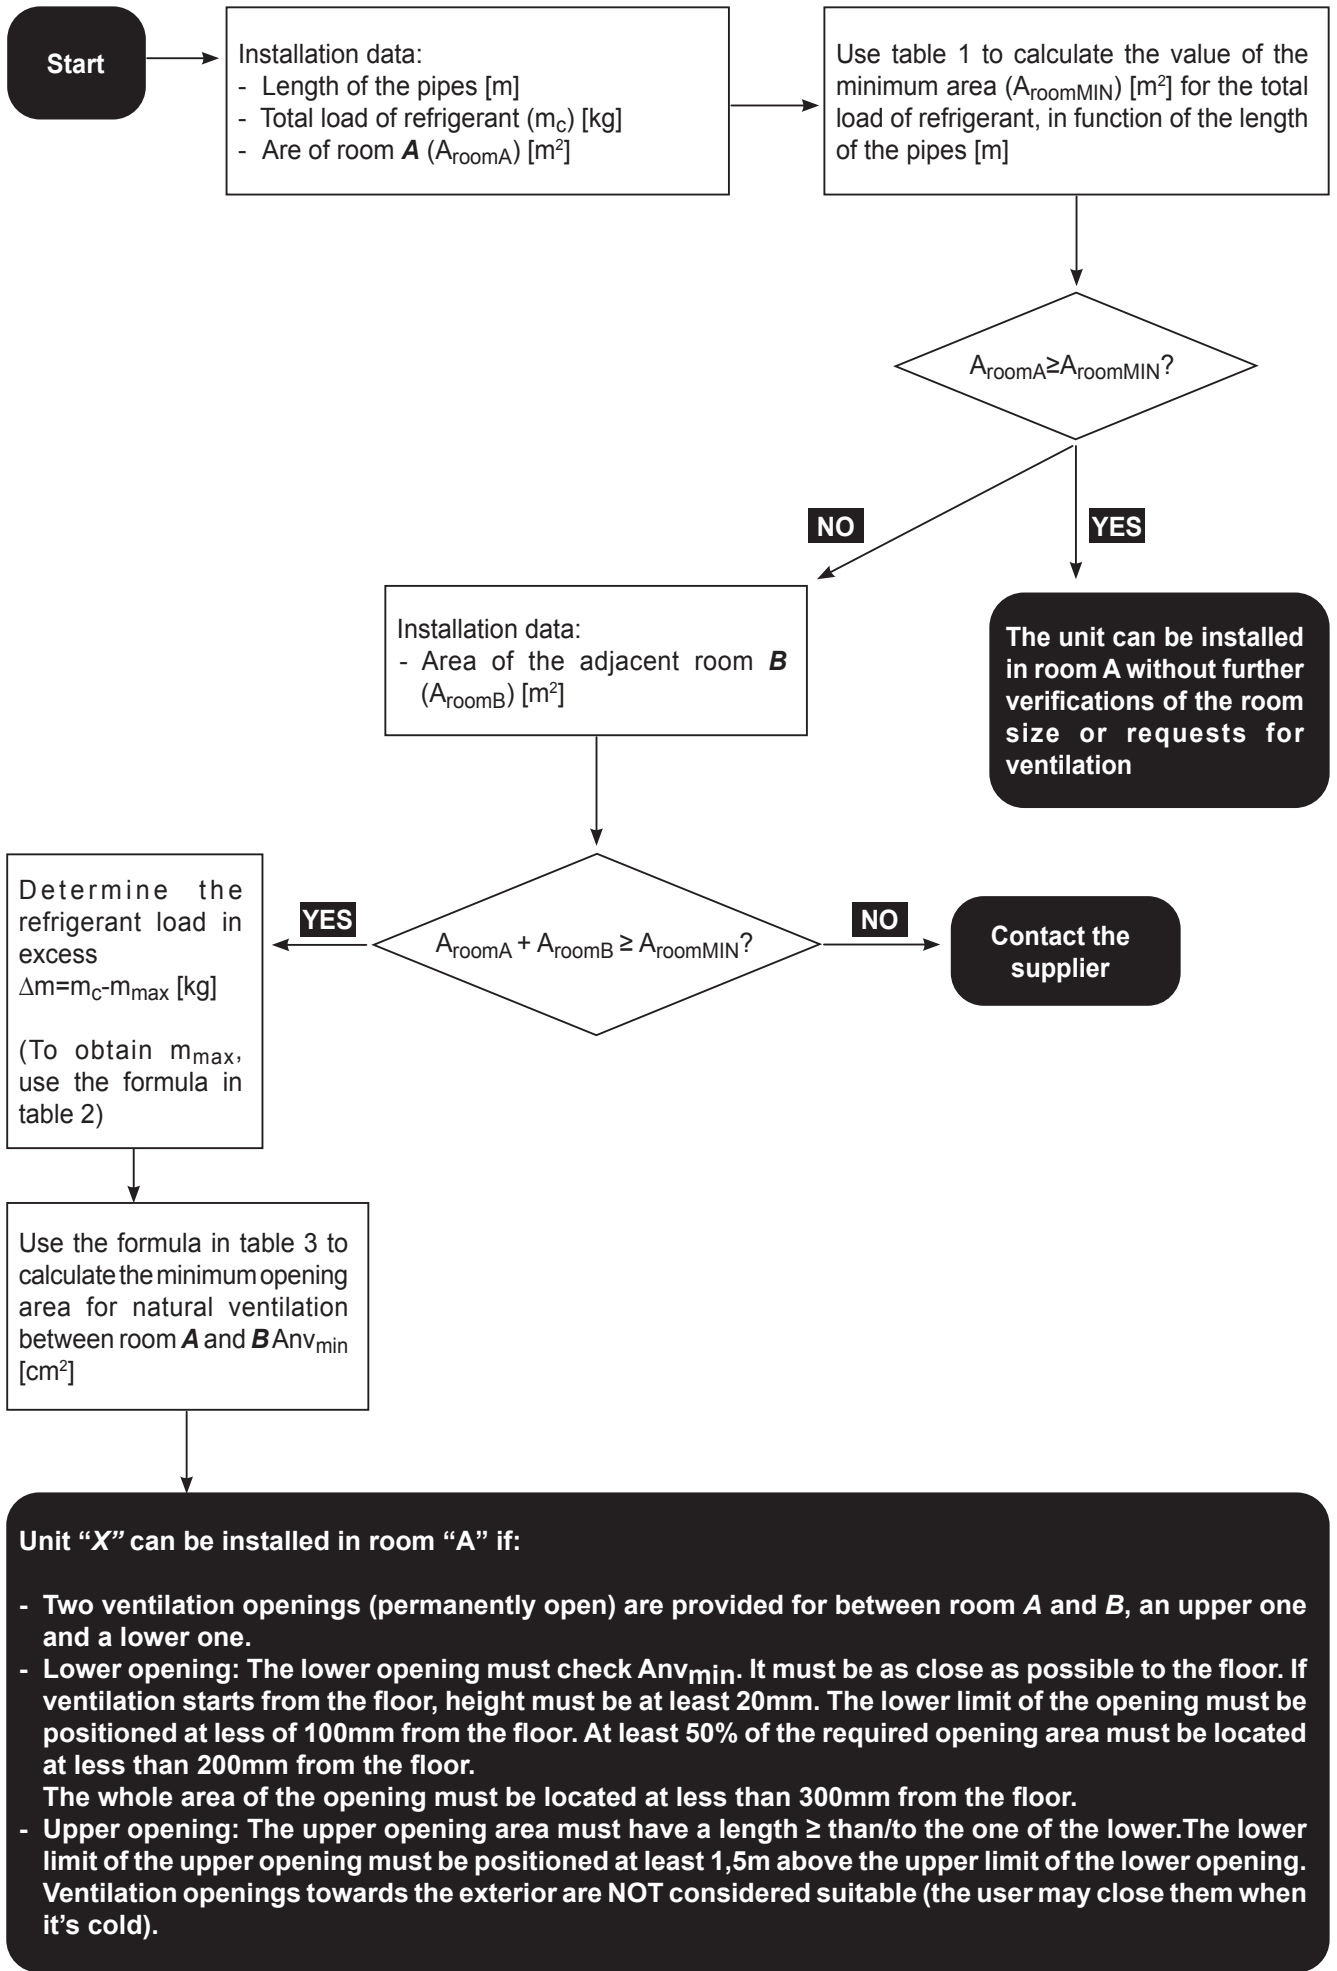 Start
Installation data:
- Length of the pipes [m]
- Total load of refrigerant (mc) [kg]
- Are of room A (AroomA) [m²]
Use table 1 to calculate the value of the
minimum area (AroomMIN) [m²] for the total
load of refrigerant, in function of the length
of the pipes [m]
AroomA≥AroomMIN?
NO
YES
Installation data:
- Area of the adjacent room B
(AroomB) [m²]
The unit can be installed
in room A without further
verifications of the room
size or requests for
ventilation
Determine the
refrigerant load in
excess
∆m=mc-mmax [kg]
(To obtain mmax,
use the formula in
table 2)
YES
AroomA + AroomB ≥ AroomMIN?
NO
Contact the
supplier
Use the formula in table 3 to
calculate the minimum opening
area for natural ventilation
between room A and B Anvmin
[cm²]
Unit “X” can be installed in room “A” if:
- Two ventilation openings (permanently open) are provided for between room A and B, an upper one
and a lower one.
- Lower opening: The lower opening must check Anvmin. It must be as close as possible to the floor. If
ventilation starts from the floor, height must be at least 20mm. The lower limit of the opening must be
positioned at less of 100mm from the floor. At least 50% of the required opening area must be located
at less than 200mm from the floor.
The whole area of the opening must be located at less than 300mm from the floor.
- Upper opening: The upper opening area must have a length ≥ than/to the one of the lower.The lower
limit of the upper opening must be positioned at least 1,5m above the upper limit of the lower opening.
Ventilation openings towards the exterior are NOT considered suitable (the user may close them when
it’s cold).